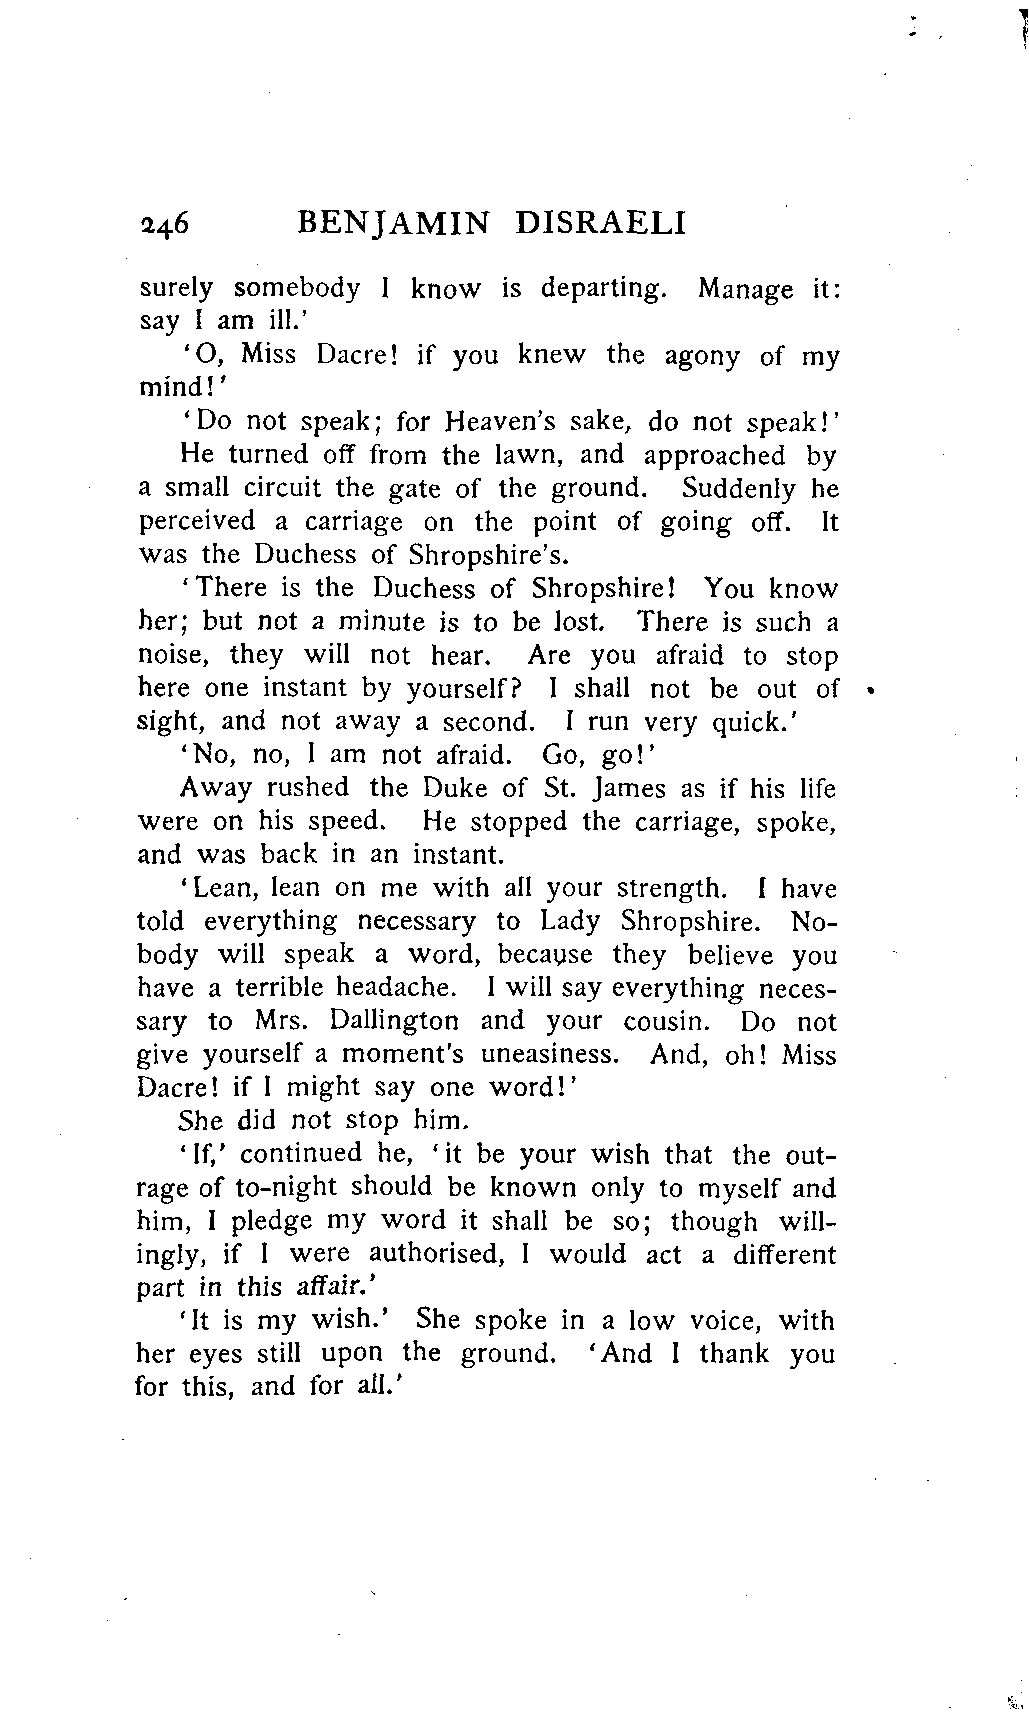 246 BENJAMIN DISRAELI
surely somebody I know is departing. Manage it:
say I am ill.'
'O, Miss Dacre! if you knew the agony of my
mind!'
'Do not speak; for Heaven's sake, do not speak!'
He turned off from the lawn, and approached by
a small circuit the gate of the ground. Suddenly he
perceived a carriage on the point of going off. It
was the Duchess of Shropshire's.
'There is the Duchess of Shropshire! You know
her; but not a minute is to be lost. There is such a
noise, they will not hear. Are you afraid to stop
here one instant by yourself? I shall not be out of
sight, and not away a second. I run very quick.'
'No, no, I am not afraid. Go, go!'
Away rushed the Duke of St. James as if his life
were on his speed. He stopped the carriage, spoke,
and was back in an instant.
'Lean, lean on me with all your strength. I have
told everything necessary to Lady Shropshire. No-
body will speak a word, because they believe you
have a terrible headache. I will say everything neces-
sary to Mrs. Dallington and your cousin. Do not
give yourself a moment's uneasiness. And, oh! Miss
Dacre! if I might say one word!'
She did not stop him.
'If,' continued he, 'it be your wish that the out-
rage of to-night should be known only to myself and
him, I pledge my word it shall be so; though will-
ingly, if I were authorised, I would act a different
part in this affair.'
'It is my wish.' She spoke in a low voice, with
her eyes still upon the ground. 'And I thank you
for this, and for all.'